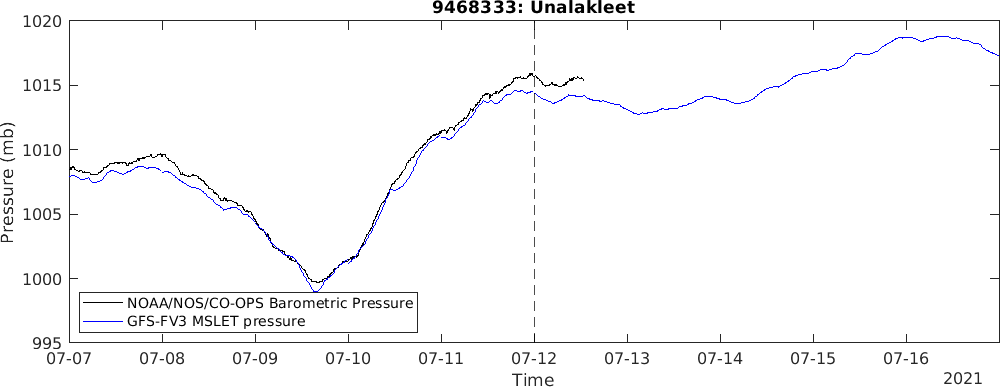 9468333: Unalakleet
1020
1015
1010
1005
1000
995
Pressure (mb)
NOAA/NOS/CO-OPS Barometric Pressure
GFS-FV3 MSLET pressure
07-07 07-08 07-09 07-10 07-11 07-12 07-13 07-14 07-15 07-16
Time
2021